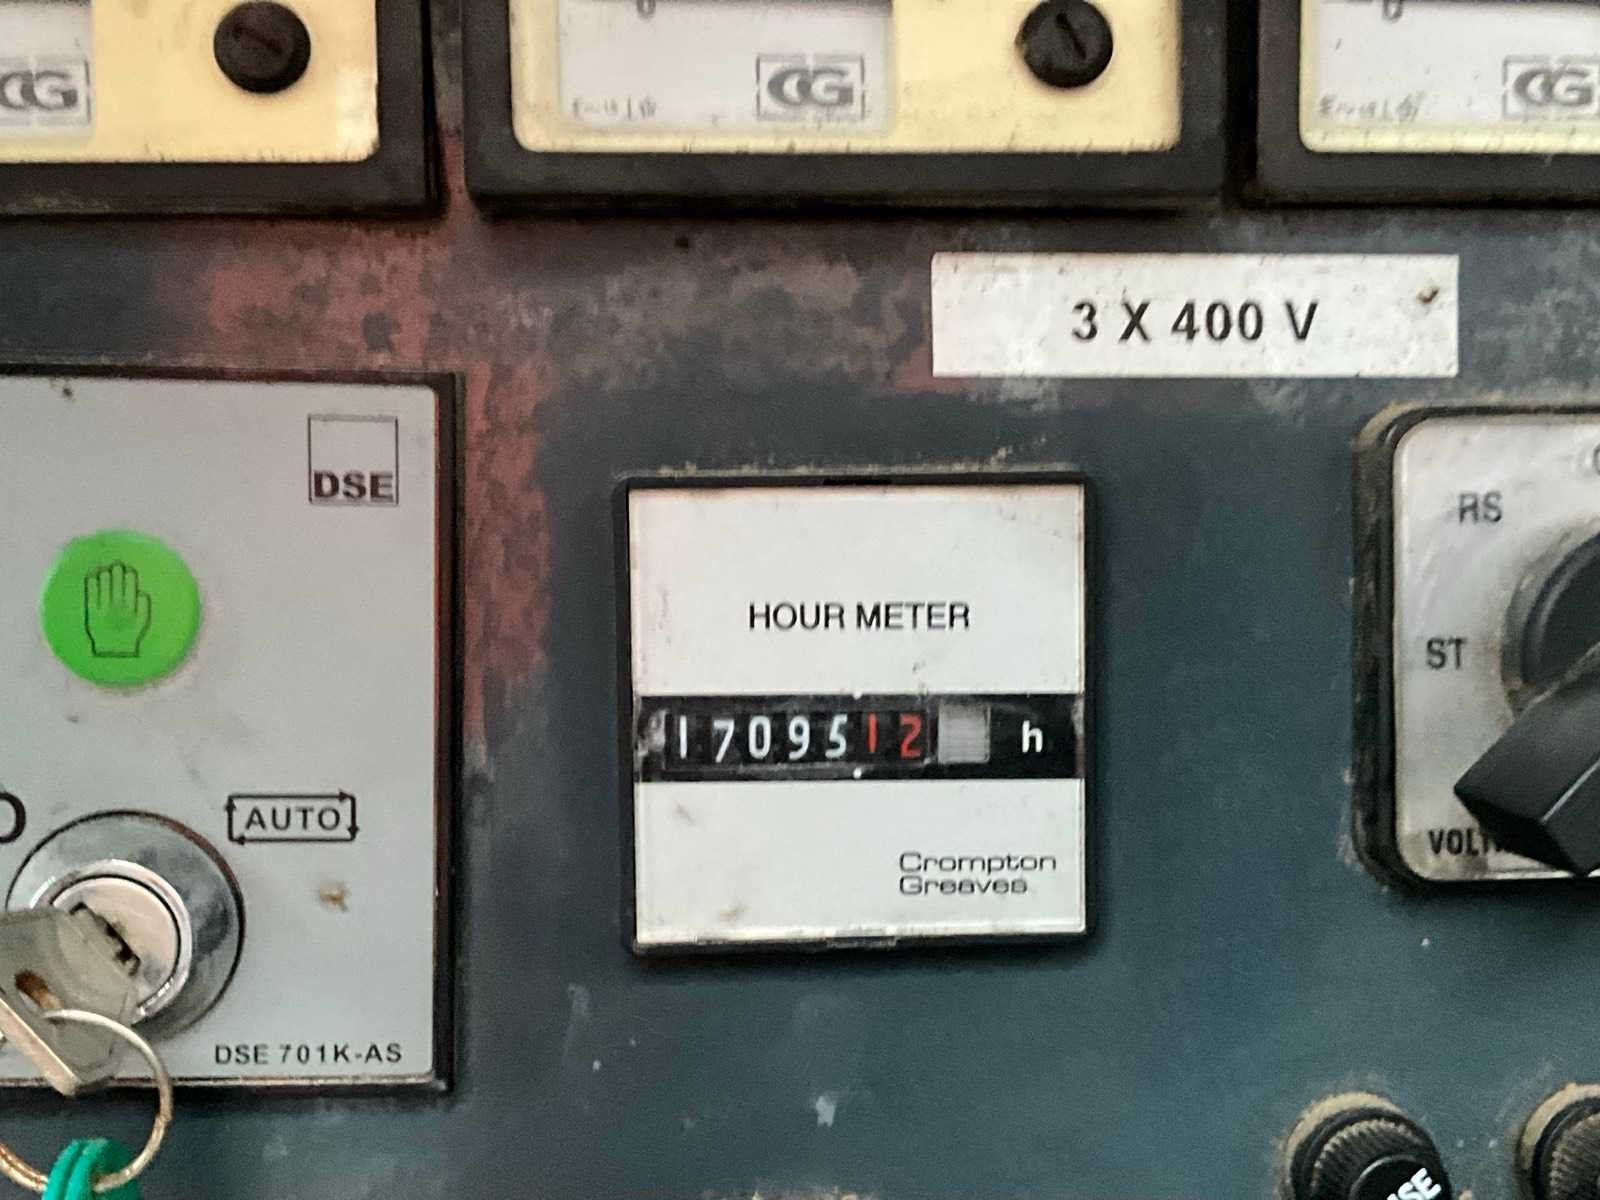 CG
CG
CG
3 X 400 V
DSE
RS
HOUR METER
ST
1709512 h
AUTO
Crompton
Greaves
DSE 701K-AS